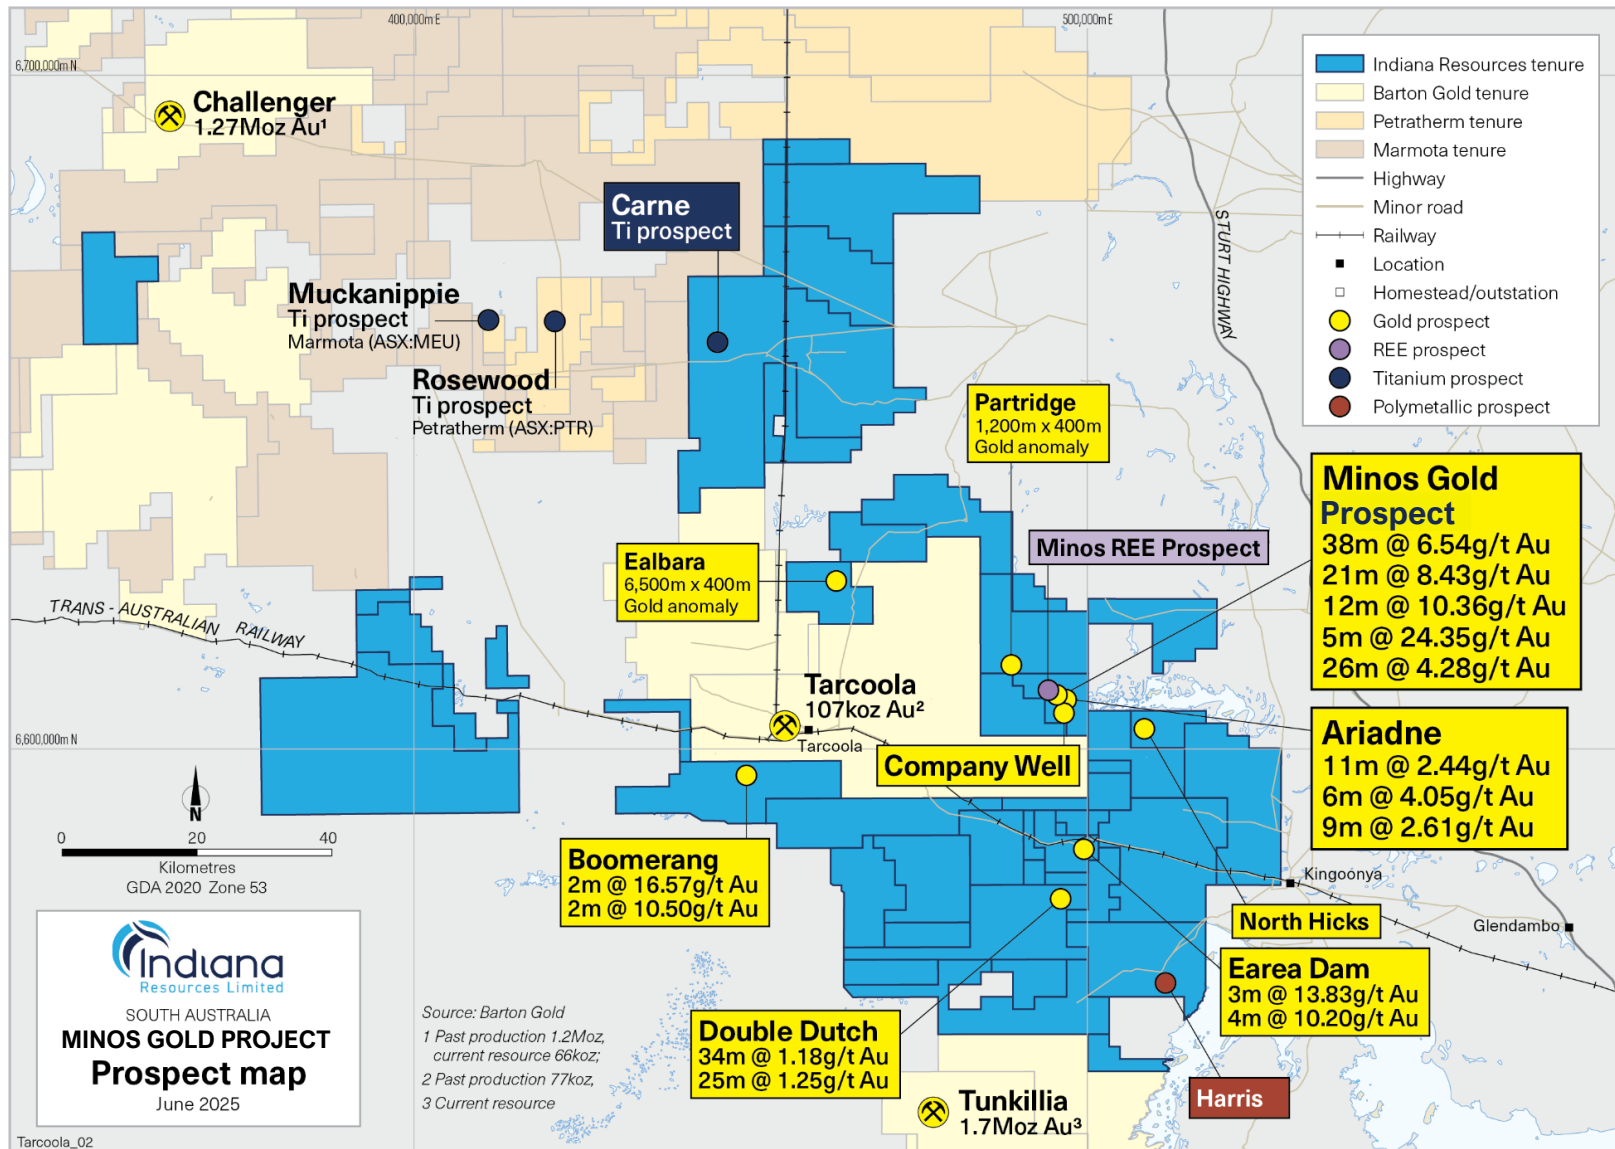 400,000m E
500,000m E
6,700,000m N
Challenger
1.27Moz Au¹
Indiana Resources tenure
Barton Gold tenure
Petratherm tenure
Marmota tenure
Highway
Minor road
Railway
Location
Homestead/outstation
Gold prospect
REE prospect
Titanium prospect
Polymetallic prospect
STURT HIGHWAY
Carne
Ti prospect
Muckanippie
Ti prospect
Marmota (ASX:MEU)
Rosewood
Ti prospect
Petratherm (ASX:PTR)
Partridge
1,200m x 400m
Gold anomaly
Minos Gold
Prospect
38m @ 6.54g/t Au
21m @ 8.43g/t Au
12m @ 10.36g/t Au
5m @ 24.35g/t Au
26m @ 4.28g/t Au
Minos REE Prospect
Ealbara
6,500m x 400m
Gold anomaly
TRANS - AUSTRALIAN RAILWAY
Tarcoola
107koz Au²
Tarcoola
6,600,000m N
Company Well
Ariadne
11m @ 2.44g/t Au
6m @ 4.05g/t Au
9m @ 2.61g/t Au
N
0 20 40
Kilometres
GDA 2020 Zone 53
Boomerang
2m @ 16.57g/t Au
2m @ 10.50g/t Au
Kingoonya
North Hicks
Glendambo
Earea Dam
3m @ 13.83g/t Au
4m @ 10.20g/t Au
Indiana
Resources Limited
SOUTH AUSTRALIA
MINOS GOLD PROJECT
Prospect map
June 2025
Source: Barton Gold
1 Past production 1.2Moz,
current resource 66koz;
2 Past production 77koz,
3 Current resource
Double Dutch
34m @ 1.18g/t Au
25m @ 1.25g/t Au
Harris
Tunkillia
1.7Moz Au³
Tarcoola_02